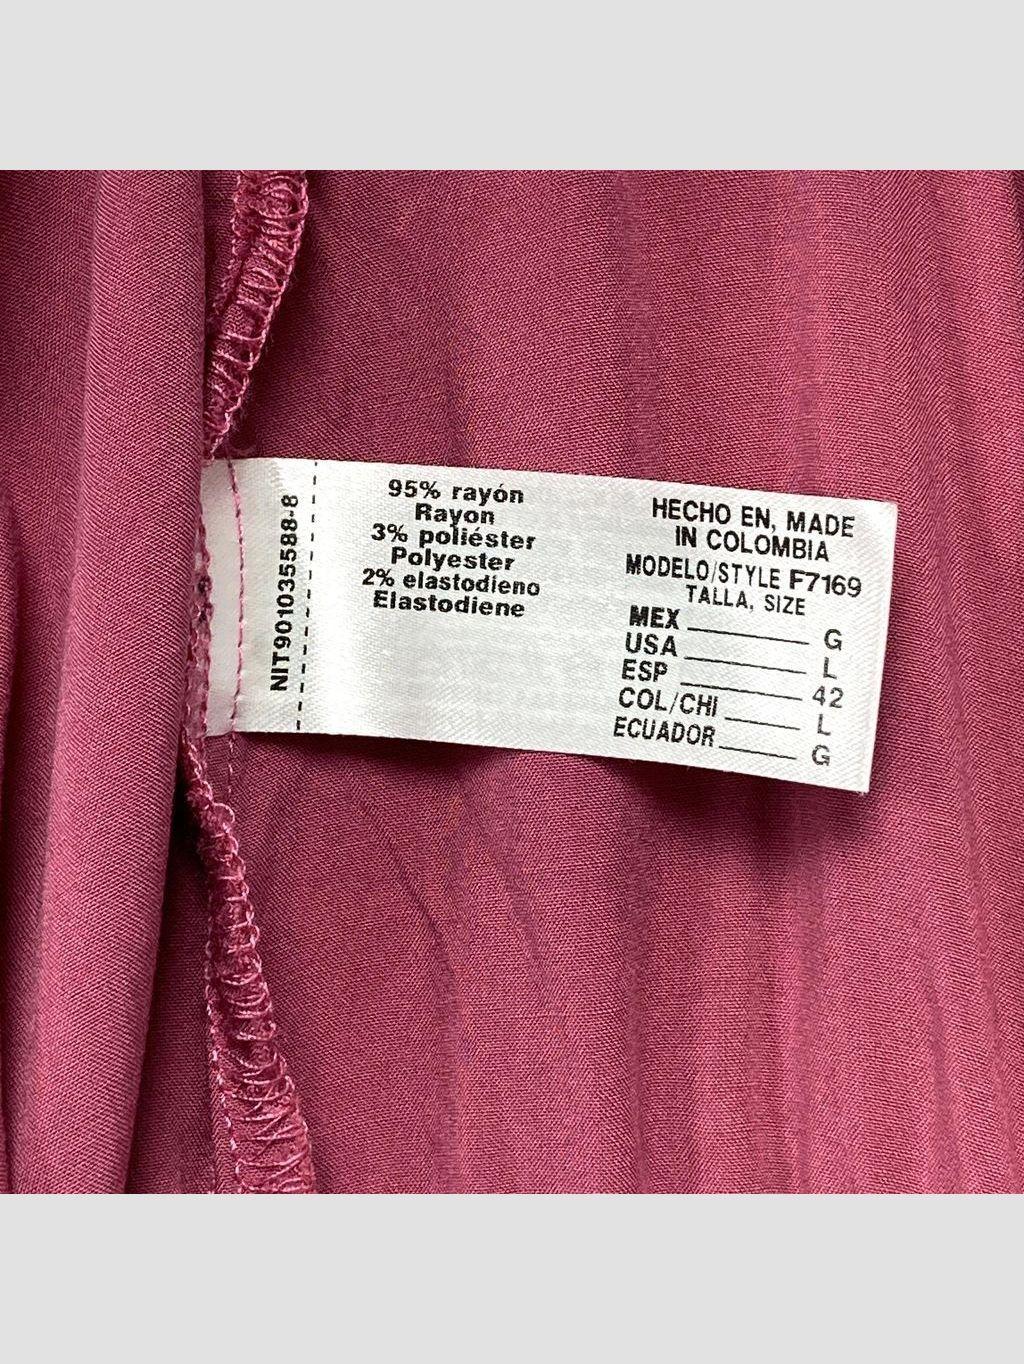 NIT901035588-8
95% rayón
Rayon
3% poliéster
Polyester
2% elastodieno
Elastodiene
HECHO EN, MADE
IN COLOMBIA
MODELO/STYLE F7169
TALLA, SIZE
MEX G
USA L
ESP 42
COL/CHI L
ECUADOR G